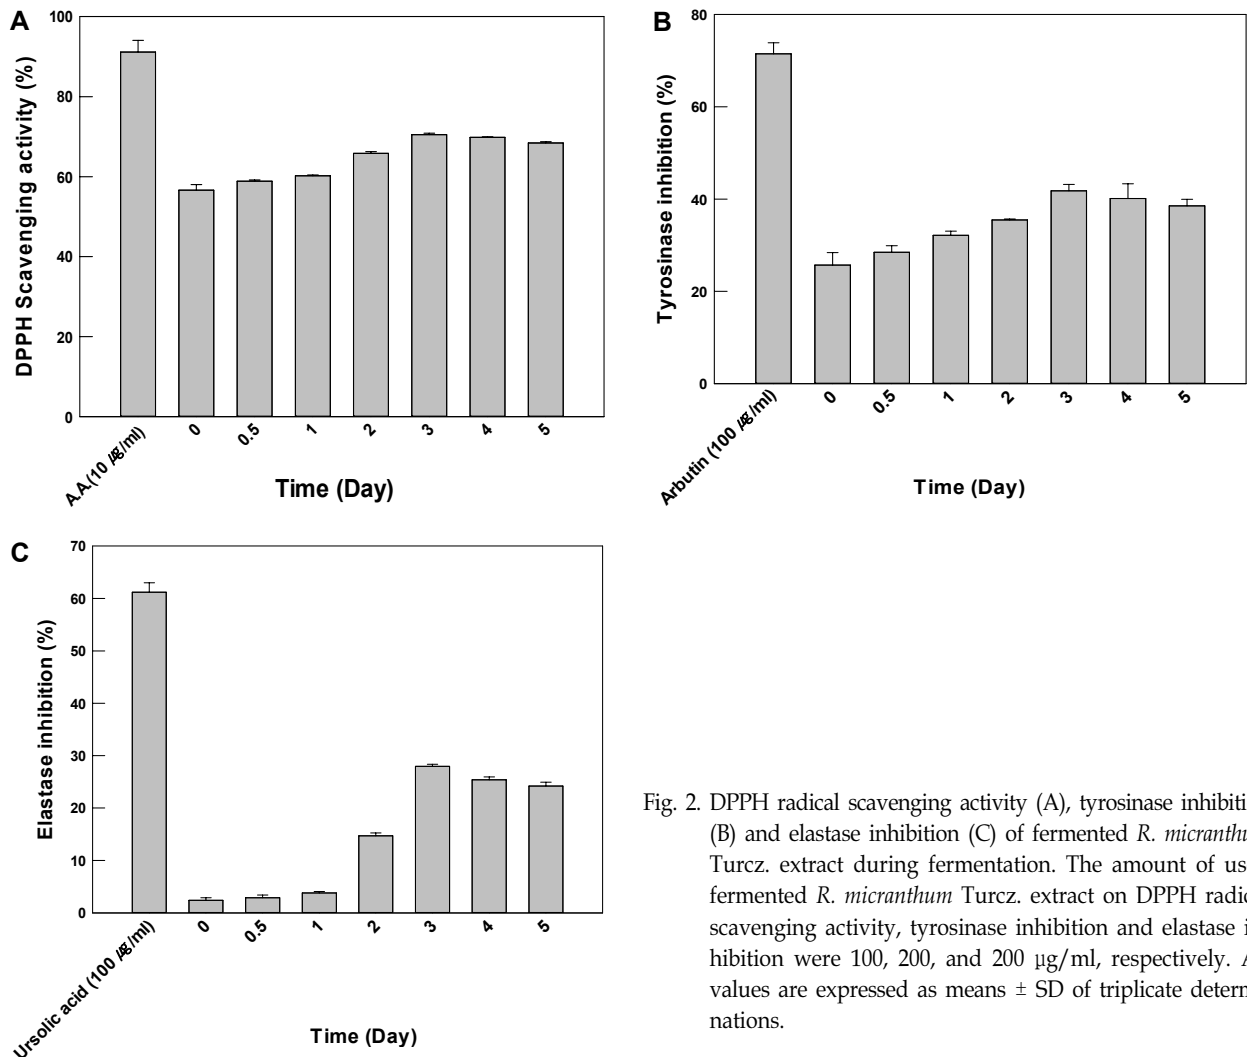 A
100
80
60
40
20
0
DPPH Scavenging activity (%)
A.A.(10 µg/ml)
0
0.5
1
2
3
4
5
Time (Day)
B
80
60
40
20
0
Tyrosinase inhibition (%)
Arbutin (100 µg/ml)
0
0.5
1
2
3
4
5
Time (Day)
C
70
60
50
40
30
20
10
0
Elastase inhibition (%)
Ursolic acid (100 µg/ml)
0
0.5
1
2
3
4
5
Time (Day)
Fig. 2. DPPH radical scavenging activity (A), tyrosinase inhibiti
(B) and elastase inhibition (C) of fermented R. micranthu
Turcz. extract during fermentation. The amount of us
fermented R. micranthum Turcz. extract on DPPH radic
scavenging activity, tyrosinase inhibition and elastase i
hibition were 100, 200, and 200 µg/ml, respectively. A
values are expressed as means ± SD of triplicate determ
nations.